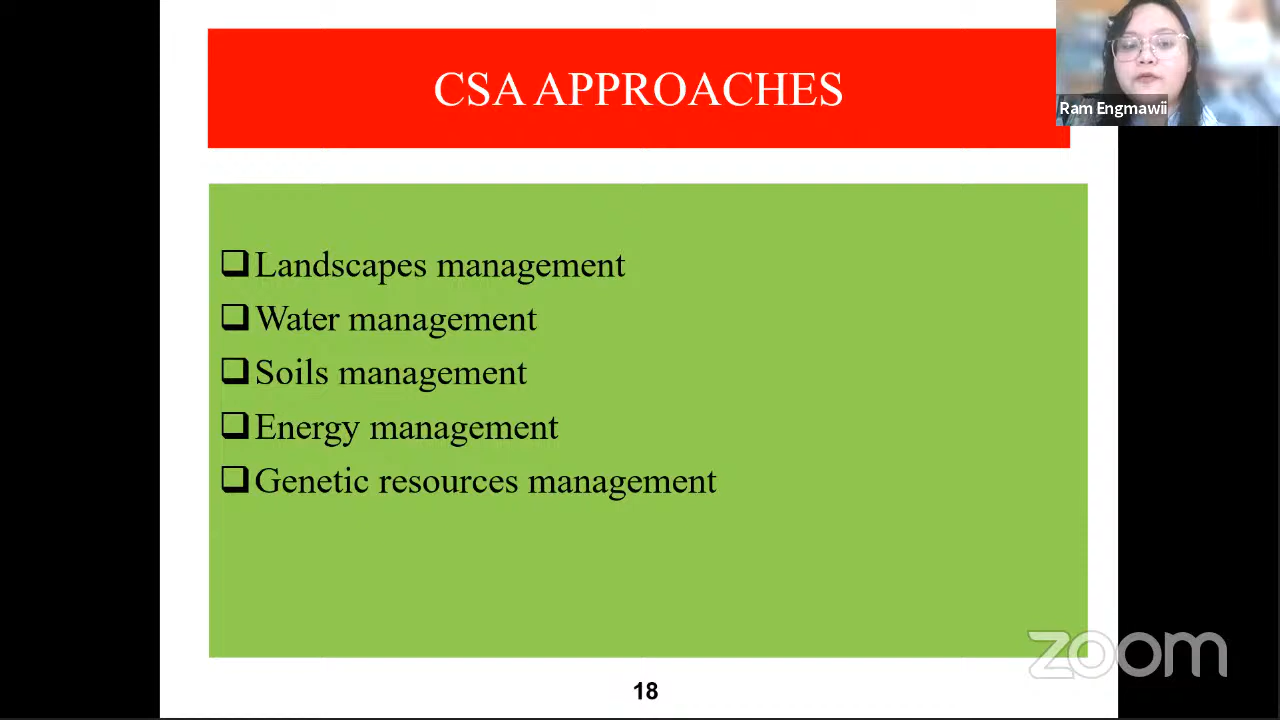 CSA APPROACHES
Ram Engmawii
Landscapes management
Water management
Soils management
Energy management
Genetic resources management
zoom
18